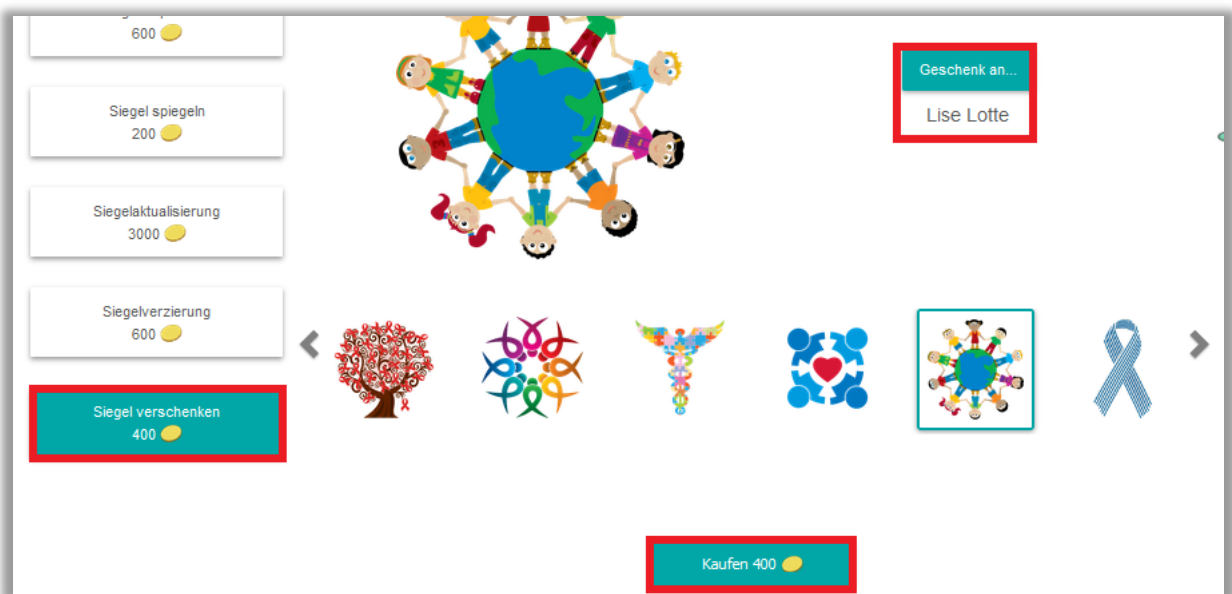 600
Siegel spiegeln
200
Siegelaktualisierung
3000
Siegelverzierung
600
Siegel verschenken
400
Geschenk an...
Lise Lotte
Kaufen 400